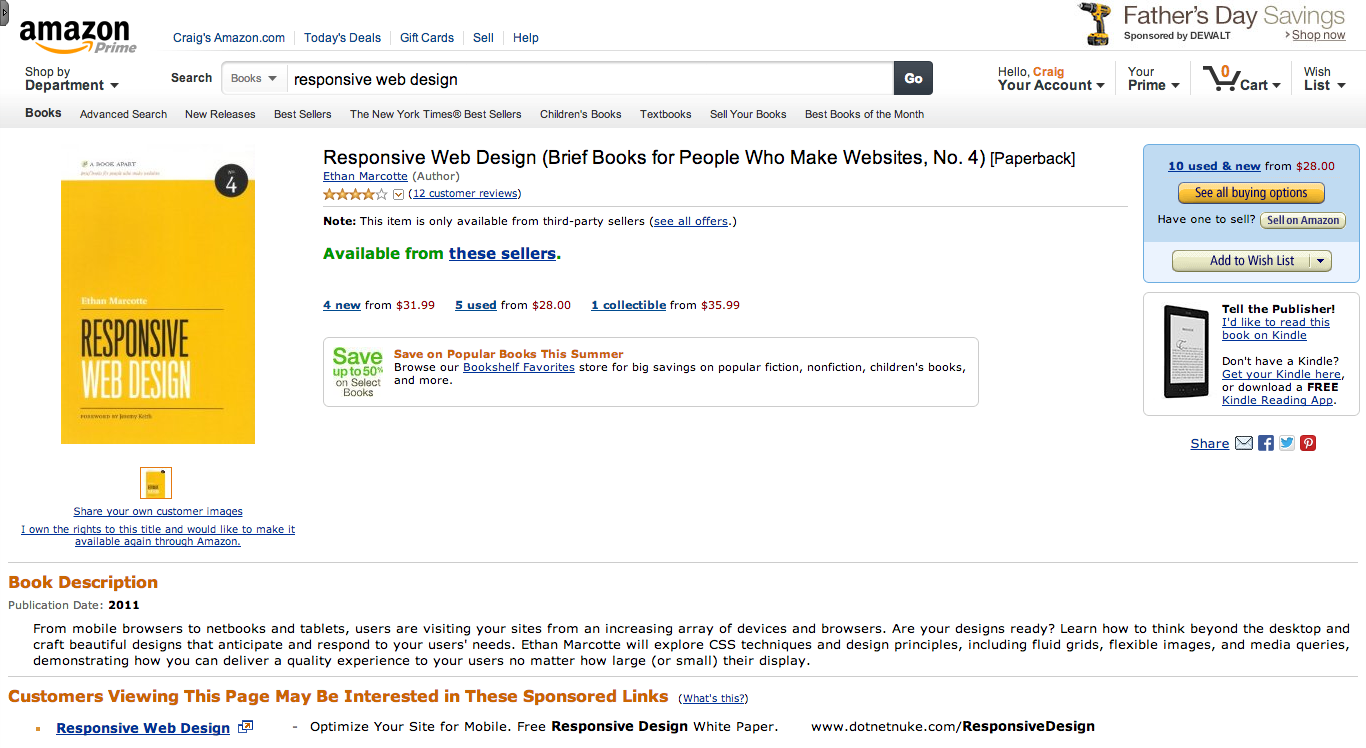 amazon
Prime
Craig's Amazon.com
Today's Deals
Gift Cards
Sell
Help
Father's Day Savings
Sponsored by DEWALT
Shop now
Shop by
Department
Search
Books
responsive web design
Go
Hello, Craig
Your Account
Your
Prime
0
Cart
Wish
List
Books
Advanced Search
New Releases
Best Sellers
The New York Times® Best Sellers
Children's Books
Textbooks
Sell Your Books
Best Books of the Month
A BOOK APART
Brief books for people who make websites
No
4
Ethan Marcotte
RESPONSIVE
WEB DESIGN
FOREWORD BY Jeremy Keith
Share your own customer images
I own the rights to this title and would like to make it
available again through Amazon.
Responsive Web Design (Brief Books for People Who Make Websites, No. 4) [Paperback]
Ethan Marcotte (Author)
(12 customer reviews)
Note: This item is only available from third-party sellers (see all offers.)
Available from these sellers.
4 new from $31.99 5 used from $28.00 1 collectible from $35.99
Save
up to 50%
on Select
Books
Save on Popular Books This Summer
Browse our Bookshelf Favorites store for big savings on popular fiction, nonfiction, children's books,
and more.
10 used & new from $28.00
See all buying options
Have one to sell? Sell on Amazon
Add to Wish List
Tell the Publisher!
I'd like to read this
book on Kindle
Don't have a Kindle?
Get your Kindle here,
or download a FREE
Kindle Reading App.
Share
Book Description
Publication Date: 2011
From mobile browsers to netbooks and tablets, users are visiting your sites from an increasing array of devices and browsers. Are your designs ready? Learn how to think beyond the desktop and
craft beautiful designs that anticipate and respond to your users' needs. Ethan Marcotte will explore CSS techniques and design principles, including fluid grids, flexible images, and media queries,
demonstrating how you can deliver a quality experience to your users no matter how large (or small) their display.
Customers Viewing This Page May Be Interested in These Sponsored Links (What's this?)
Responsive Web Design - Optimize Your Site for Mobile. Free Responsive Design White Paper. www.dotnetnuke.com/ResponsiveDesign